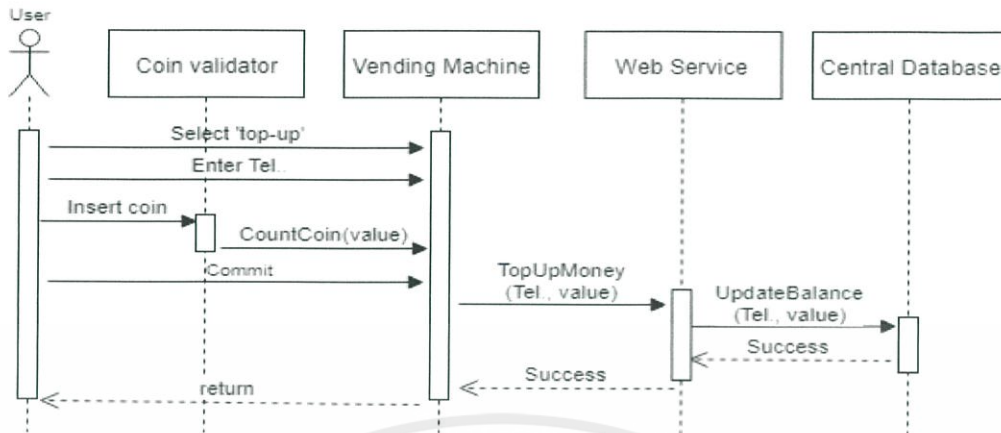 User
Coin validator
Vending Machine
Web Service
Central Database
Select 'top-up'
Enter Tel..
Insert coin
CountCoin(value)
Commit
TopUpMoney
(Tel., value)
UpdateBalance
(Tel., value)
Success
Success
return